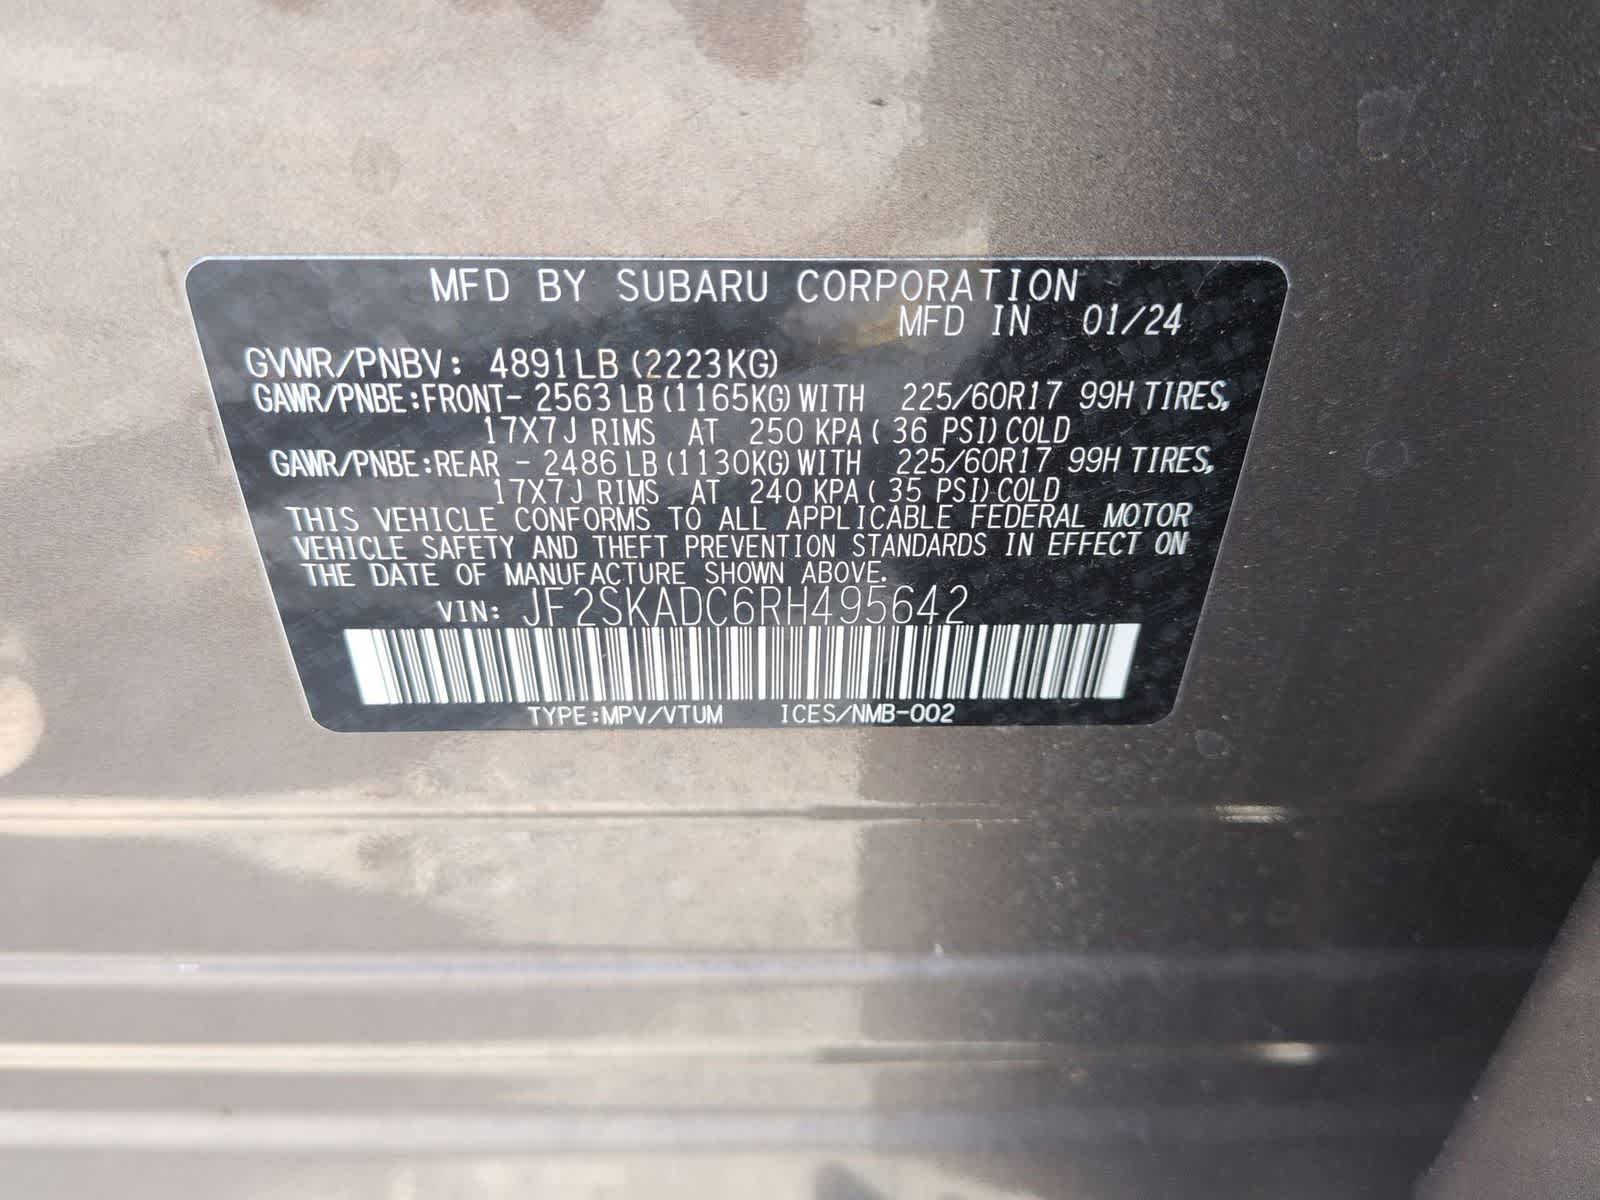 MFD BY SUBARU CORPORATION
MFD IN 01/24
GVWR/PNBV: 4891LB (2223KG)
GAWR/PNBE:FRONT- 2563 LB (1165KG) WITH 225/60R17 99H TIRES,
17X7J RIMS AT 250 KPA ( 36 PSI) COLD
GAWR/PNBE:REAR - 2486 LB (1130KG) WITH 225/60R17 99H TIRES,
17X7J RIMS AT 240 KPA ( 35 PSI) COLD
THIS VEHICLE CONFORMS TO ALL APPLICABLE FEDERAL MOTOR
VEHICLE SAFETY AND THEFT PREVENTION STANDARDS IN EFFECT ON
THE DATE OF MANUFACTURE SHOWN ABOVE.
VIN: JF2SKADC6RH495642
TYPE:MPV/VTUM ICES/NMB-002